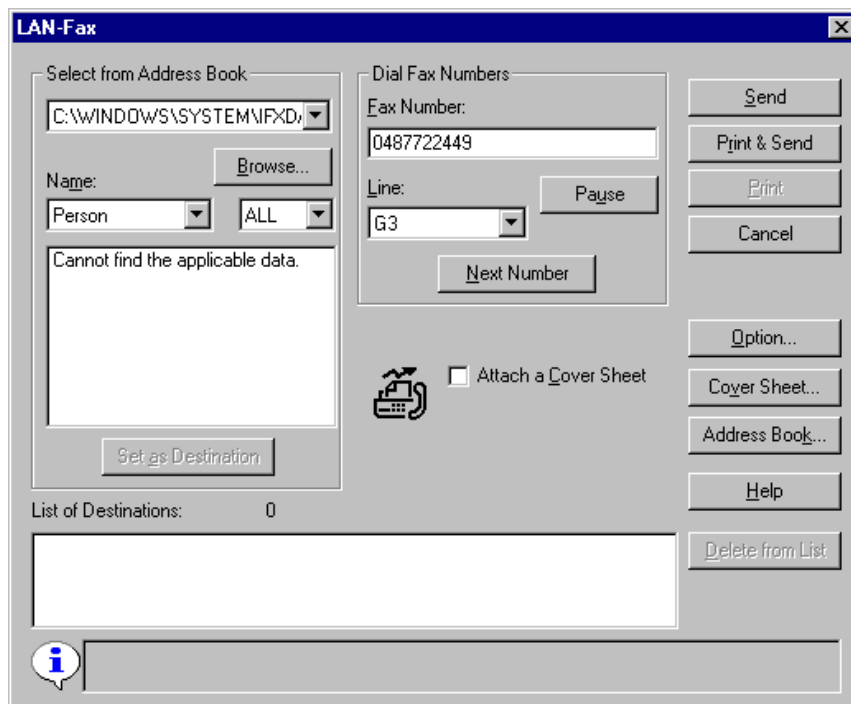 LAN-Fax
Select from Address Book
C:\WINDOWS\SYSTEM\IFXD
Browse...
Name:
Person
ALL
Cannot find the applicable data.
Set as Destination
Dial Fax Numbers
Fax Number:
0487722449
Line:
Pause
G3
Next Number
Attach a Cover Sheet
Send
Print & Send
Print
Cancel
Option...
Cover Sheet...
Address Book...
Help
List of Destinations: 0
Delete from List